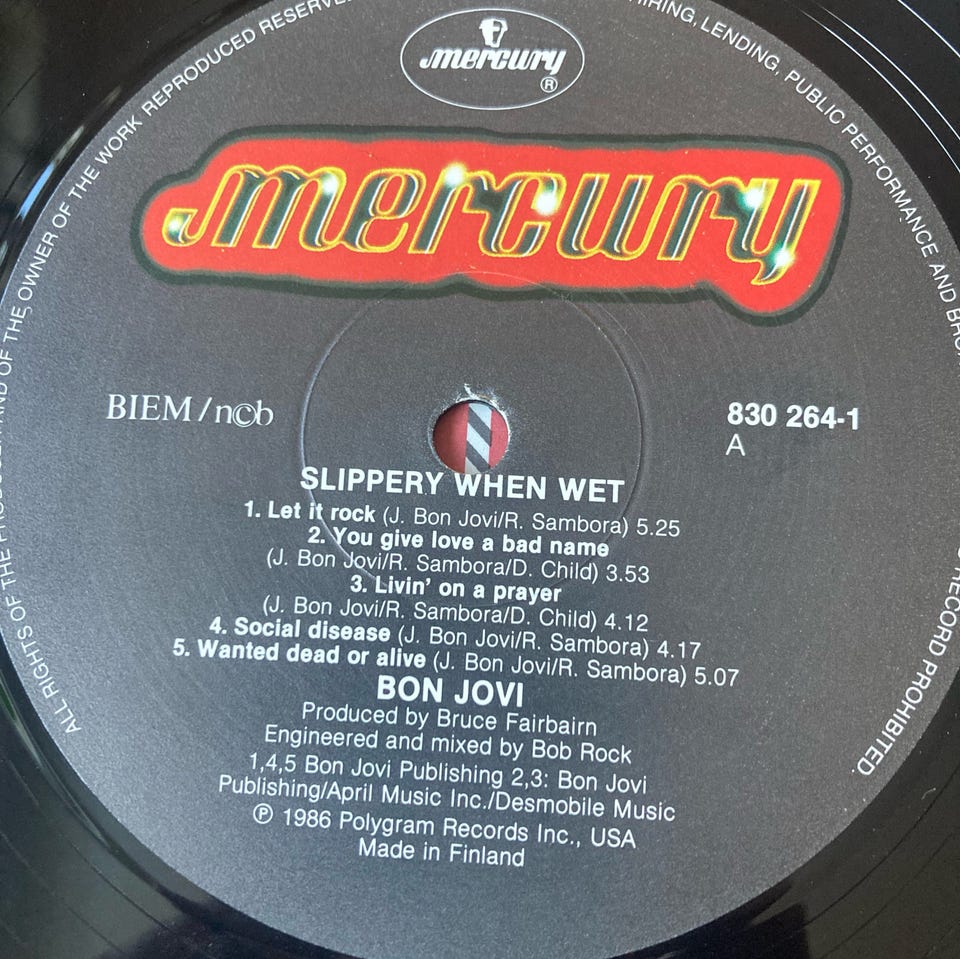 mercury
®
mercury
BIEM/n©b
830 264-1
A
SLIPPERY WHEN WET
1. Let it rock (J. Bon Jovi/R. Sambora) 5.25
2. You give love a bad name
(J. Bon Jovi/R. Sambora/D. Child) 3.53
3. Livin' on a prayer
(J. Bon Jovi/R. Sambora/D. Child) 4.12
4. Social disease (J. Bon Jovi/R. Sambora) 4.17
5. Wanted dead or alive (J. Bon Jovi/R. Sambora) 5.07
BON JOVI
Produced by Bruce Fairbairn
Engineered and mixed by Bob Rock
1,4,5 Bon Jovi Publishing 2,3: Bon Jovi
Publishing/April Music Inc./Desmobile Music
℗ 1986 Polygram Records Inc., USA
Made in Finland
ALL RIGHTS OF THE PRODUCER AND OF THE OWNER OF THE WORK REPRODUCED RESERVED
HIRING, LENDING, PUBLIC PERFORMANCE AND
RECORD PROHIBITED.